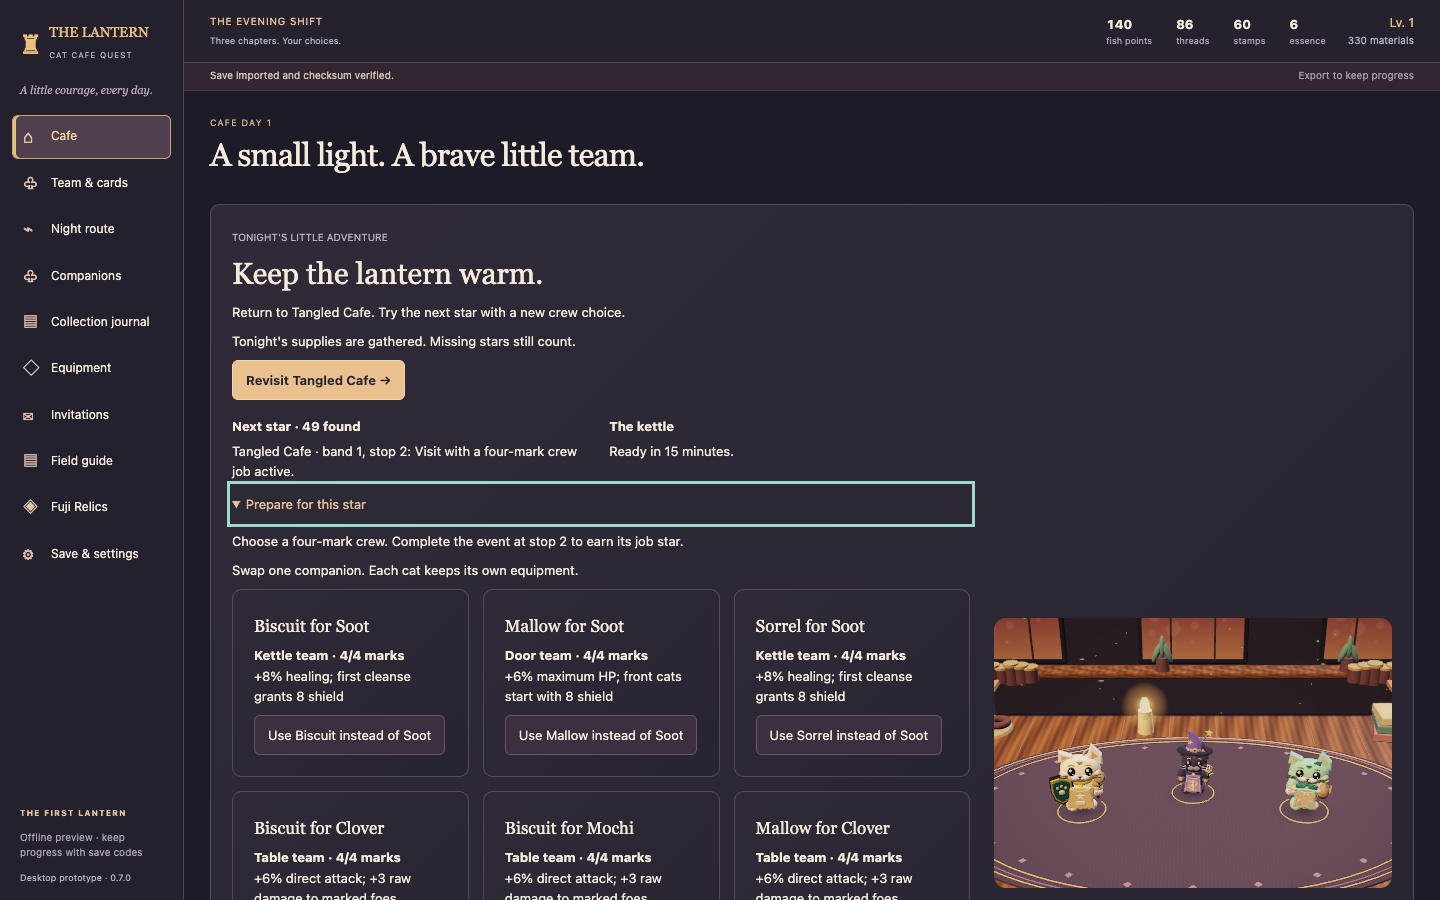 THE LANTERN
CAT CAFE QUEST
A little courage, every day.
Cafe
Team & cards
Night route
Companions
Collection journal
Equipment
Invitations
Field guide
Fuji Relics
Save & settings
THE FIRST LANTERN
Offline preview · keep
progress with save codes
Desktop prototype · 0.7.0
THE EVENING SHIFT
Three chapters. Your choices.
140
fish points
86
threads
60
stamps
6
essence
Lv. 1
330 materials
Save imported and checksum verified.
Export to keep progress
CAFE DAY 1
A small light. A brave little team.
TONIGHT'S LITTLE ADVENTURE
Keep the lantern warm.
Return to Tangled Cafe. Try the next star with a new crew choice.
Tonight's supplies are gathered. Missing stars still count.
Revisit Tangled Cafe →
Next star · 49 found
Tangled Cafe · band 1, stop 2: Visit with a four-mark crew
job active.
The kettle
Ready in 15 minutes.
▼ Prepare for this star
Choose a four-mark crew. Complete the event at stop 2 to earn its job star.
Swap one companion. Each cat keeps its own equipment.
Biscuit for Soot
Kettle team · 4/4 marks
+8% healing; first cleanse
grants 8 shield
Use Biscuit instead of Soot
Mallow for Soot
Door team · 4/4 marks
+6% maximum HP; front cats
start with 8 shield
Use Mallow instead of Soot
Sorrel for Soot
Kettle team · 4/4 marks
+8% healing; first cleanse
grants 8 shield
Use Sorrel instead of Soot
Biscuit for Clover
Table team · 4/4 marks
+6% direct attack; +3 raw
damage to marked foes
Biscuit for Mochi
Table team · 4/4 marks
+6% direct attack; +3 raw
damage to marked foes
Mallow for Clover
Table team · 4/4 marks
+6% direct attack; +3 raw
damage to marked foes